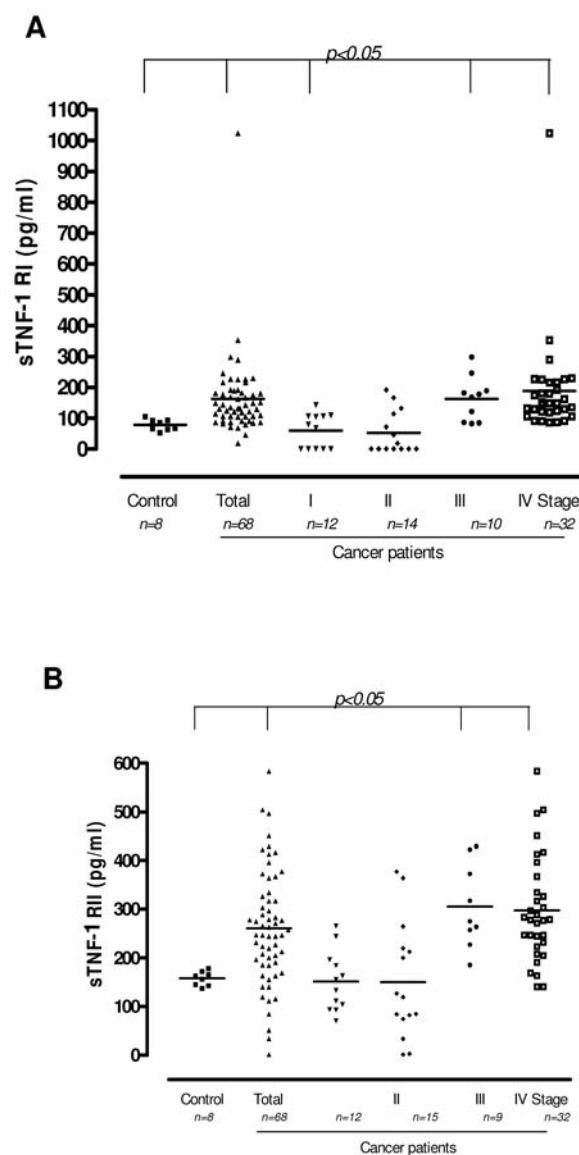 A
p<0.05
sTNF-1 RI (pg/ml)
1100
1000
900
800
700
600
500
400
300
200
100
0
Control Total I II III IV Stage
n=8 n=68 n=12 n=14 n=10 n=32
Cancer patients
B
p<0.05
sTNF-1 RII (pg/ml)
600
500
400
300
200
100
0
Control Total II III IV Stage
n=8 n=68 n=12 n=15 n=9 n=32
Cancer patients